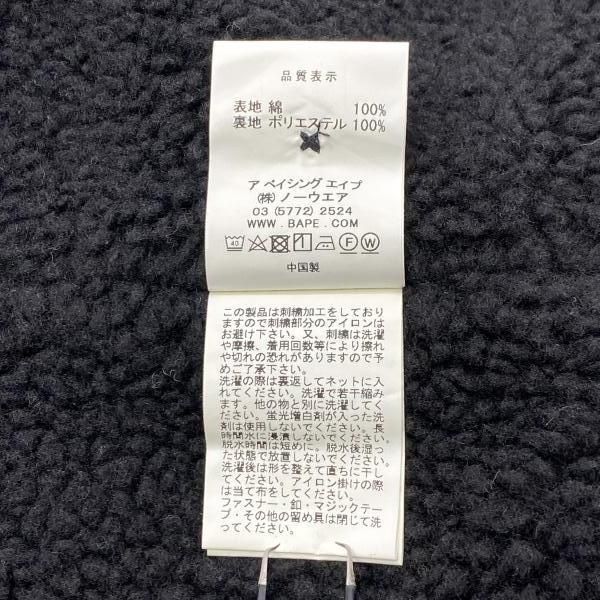 品質表示
表地 綿 100%
裏地 ポリエステル 100%
ア ベイシング エイプ
(株) ノーウエア
03 (5772) 2524
WWW.BAPE.COM
40 1 F W
中国製
この製品は刺繍加工をしており
ますので刺繍部分のアイロンは
お避け下さい。又、刺繍は洗濯
や摩擦、着用回数等により擦れ
や切れの恐れがありますので予
めご了承下さい。
洗濯の際は裏返してネットに入
れてください。洗濯で若干縮み
ます。他の物と別に洗濯してく
ださい。蛍光増白剤が入った洗
剤は使用しないでください。長
時間水に浸漬しないでください。
脱水時間は短めに。脱水後湿っ
た状態で放置しないでください。
洗濯後は形を整えて直ちに干し
てください。アイロン掛けの際
は当て布をしてください。
ファスナー・釦・マジックテー
プ・その他の留め具は閉じて洗
ってください。